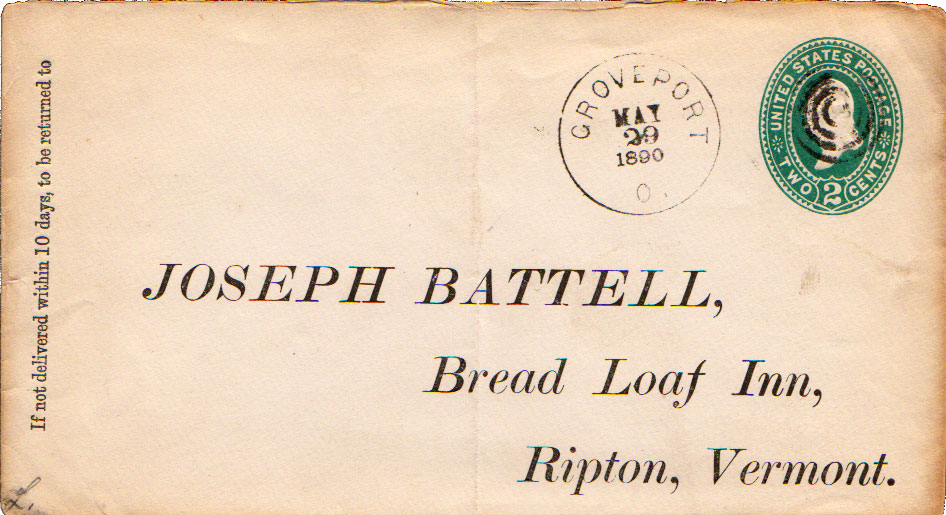 If not delivered within 10 days, to be returned to
GROVEPORT
MAY
29
1890
O.
UNITED STATES POSTAGE
TWO 2 CENTS
JOSEPH BATTELL,
Bread Loaf Inn,
Ripton, Vermont.
L.